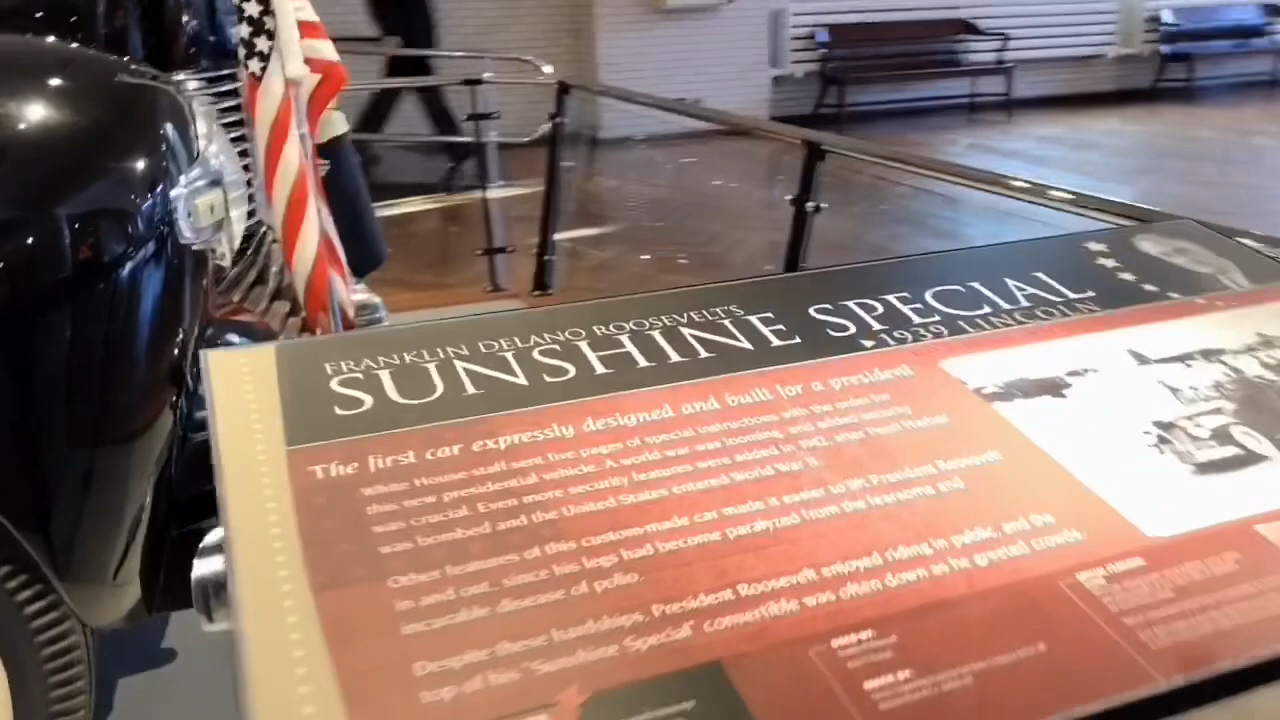 FRANKLIN DELANO ROOSEVELT'S
SUNSHINE SPECIAL
▸1939 LINCOLN
The first car expressly designed and built for a president
White House staff sent five pages of special instructions with the order for
this new presidential vehicle. A world war was looming, and added security
was crucial. Even more security features were added in 1942, after Pearl Harbor
was bombed and the United States entered World War II.
Other features of this custom-made car made it easier to lift President Roosevelt
in and out, since his legs had become paralyzed from the fearsome and
incurable disease of polio.
Despite these hardships, President Roosevelt enjoyed riding in public, and the
top of his "Sunshine Special" convertible was often down as he greeted crowds.
USED BY:
MADE BY: